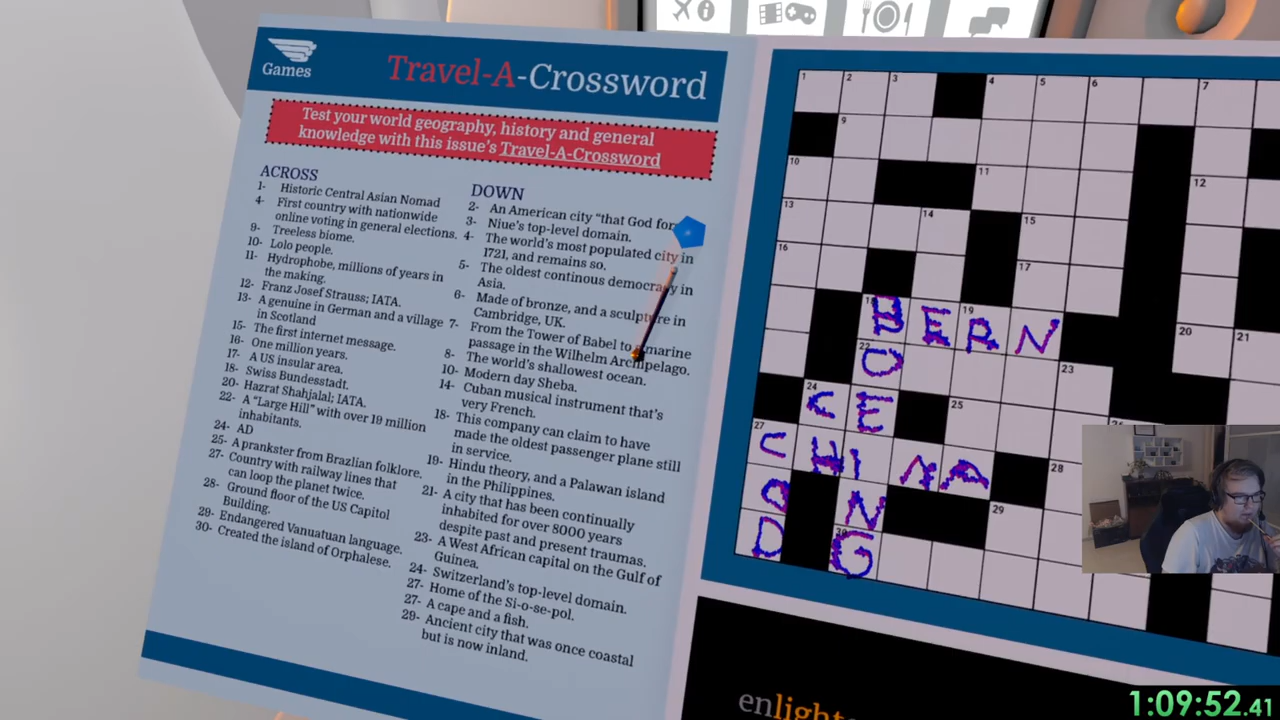 Games
Travel-A-Crossword
Test your world geography, history and general
knowledge with this issue's Travel-A-Crossword
ACROSS
1- Historic Central Asian Nomad
4- First country with nationwide
online voting in general elections.
9- Treeless biome.
10- Lolo people.
11- Hydrophobe, millions of years in
the making.
12- Franz Josef Strauss; IATA.
13- A genuine in German and a village
in Scotland
15- The first internet message.
16- One million years.
17- A US insular area.
18- Swiss Bundesstadt.
20- Hazrat Shahjalal; IATA.
22- A "Large Hill" with over 19 million
inhabitants.
24- AD
25- A prankster from Brazlian folklore.
27- Country with railway lines that
can loop the planet twice.
28- Ground floor of the US Capitol
Building.
29- Endangered Vanuatuan language.
30- Created the island of Orphalese.
DOWN
2- An American city "that God for
3- Niue's top-level domain.
4- The world's most populated city in
1721, and remains so.
5- The oldest continous democracy in
Asia.
6- Made of bronze, and a sculpture in
Cambridge, UK.
7- From the Tower of Babel to a marine
passage in the Wilhelm Archipelago.
8- The world's shallowest ocean.
10- Modern day Sheba.
14- Cuban musical instrument that's
very French.
18- This company can claim to have
made the oldest passenger plane still
in service.
19- Hindu theory, and a Palawan island
in the Philippines.
21- A city that has been continually
inhabited for over 8000 years
despite past and present traumas.
23- A West African capital on the Gulf of
Guinea.
24- Switzerland's top-level domain.
27- Home of the Si-o-se-pol.
27- A cape and a fish.
29- Ancient city that was once coastal
but is now inland.
1 2 3 4 5 6 7
9
10 11 12
13 14 15
16 17
18 BERN 19 20 21
22 O 23
24 C E 25
27 C H I N A 28
O N 29
D G
enlight
1:09:52.41